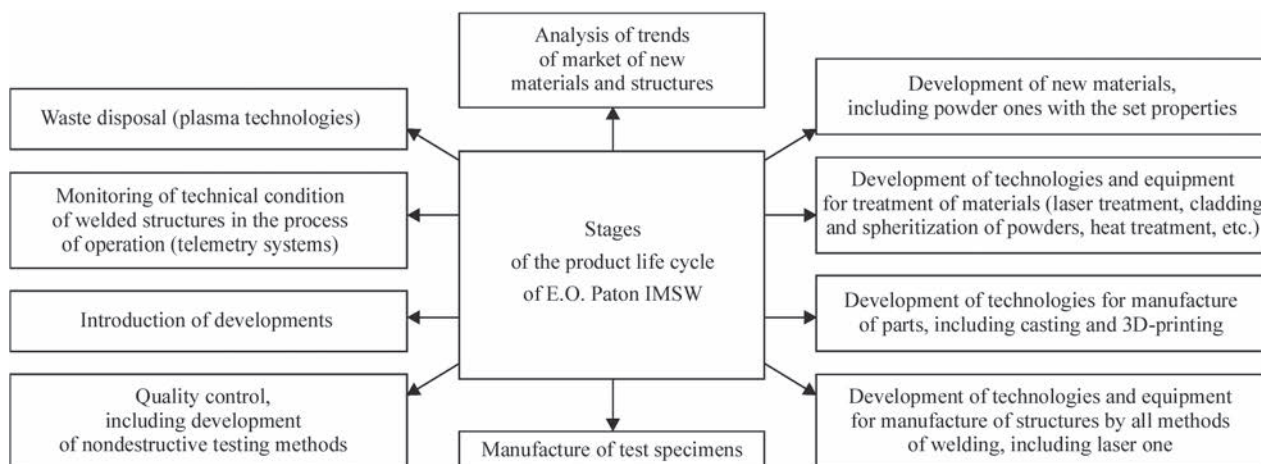 Analysis of trends
of market of new
materials and structures
Development of new materials,
including powder ones with the set properties
Waste disposal (plasma technologies)
Monitoring of technical condition
of welded structures in the process
of operation (telemetry systems)
Stages
of the product life cycle
of E.O. Paton IMSW
Development of technologies and equipment
for treatment of materials (laser treatment, cladding
and spheritization of powders, heat treatment, etc.)
Introduction of developments
Development of technologies for manufacture
of parts, including casting and 3D-printing
Quality control,
including development
of nondestructive testing methods
Manufacture of test specimens
Development of technologies and equipment
for manufacture of structures by all methods
of welding, including laser one